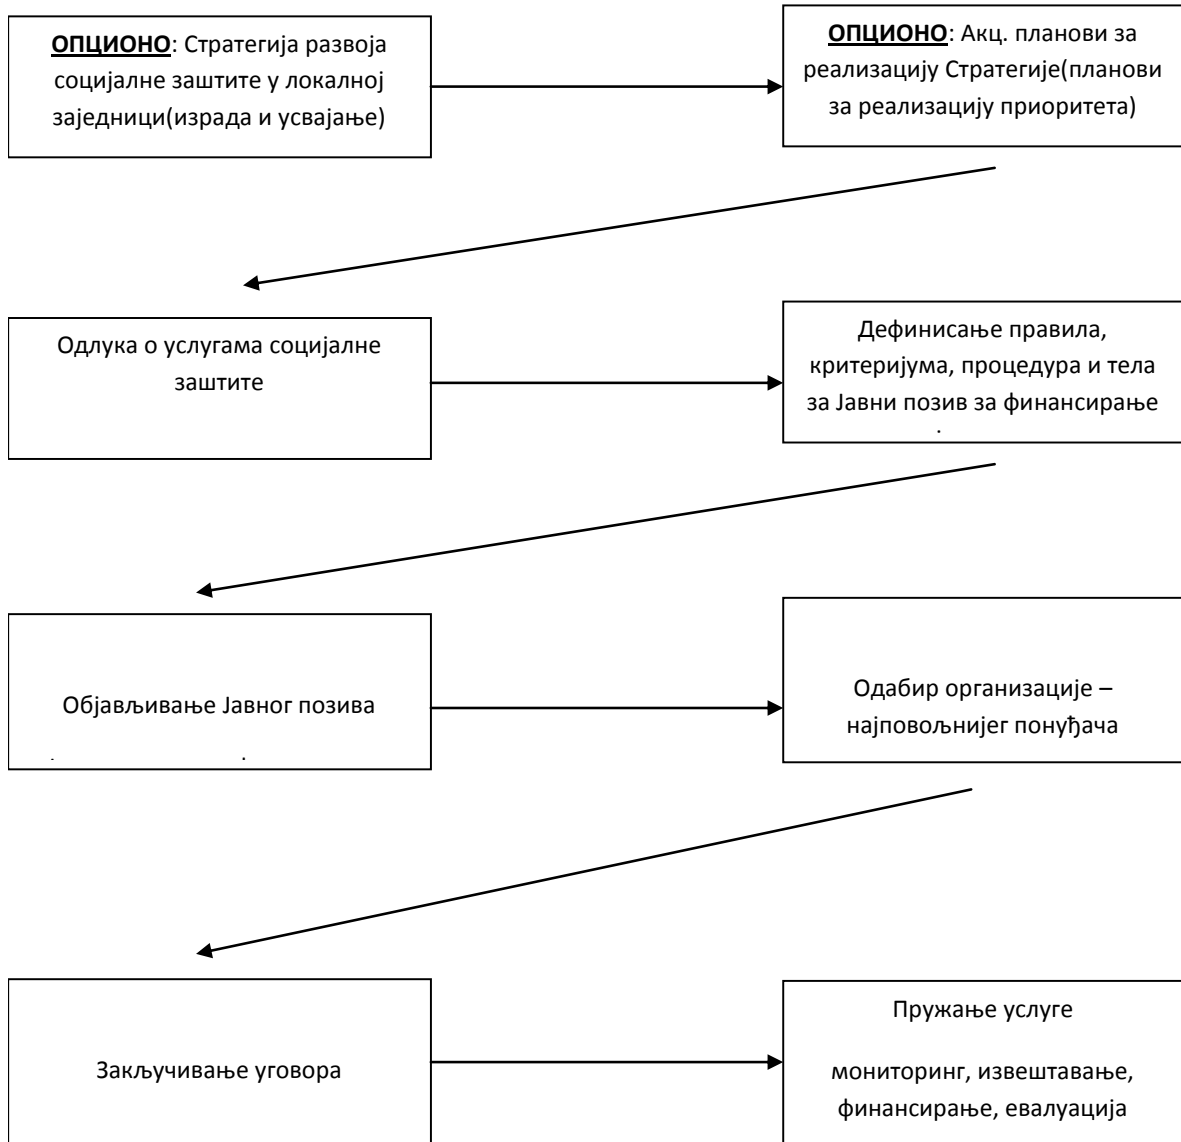 ОПЦИОНО: Стратегија развоја
социјалне заштите у локалној
заједници(израда и усвајање)
ОПЦИОНО: Акц. планови за
реализацију Стратегије(планови
за реализацију приоритета)
Одлука о услугама социјалне
заштите
Дефинисање правила,
критеријума, процедура и тела
за Јавни позив за финансирање
Објављивање Јавног позива
Одабир организације –
најповољнијег понуђача
Закључивање уговора
Пружање услуге
мониторинг, извештавање,
финансирање, евалуација